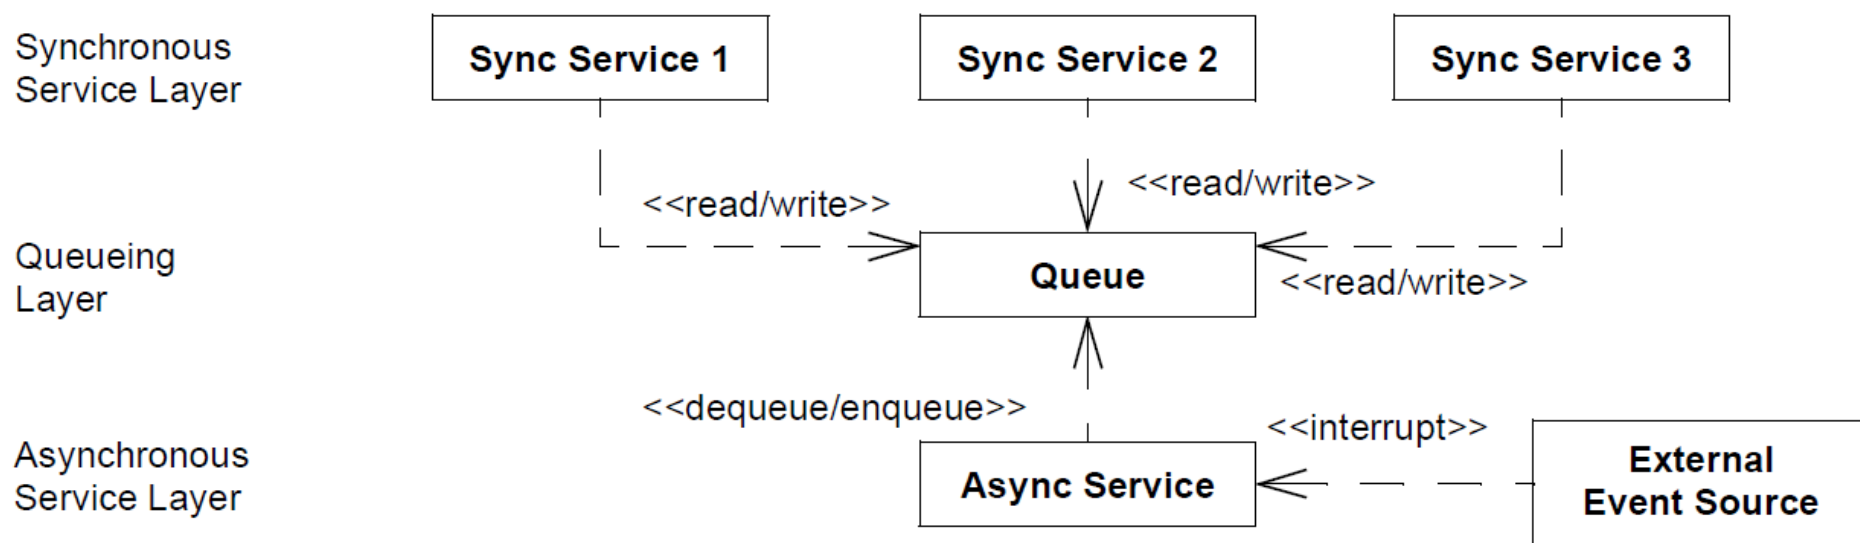 Synchronous
Service Layer
Sync Service 1
Sync Service 2
Sync Service 3
<<read/write>>
<<read/write>>
Queueing
Layer
Queue
<<read/write>>
<<dequeue/enqueue>>
<<interrupt>>
Asynchronous
Service Layer
Async Service
External
Event Source